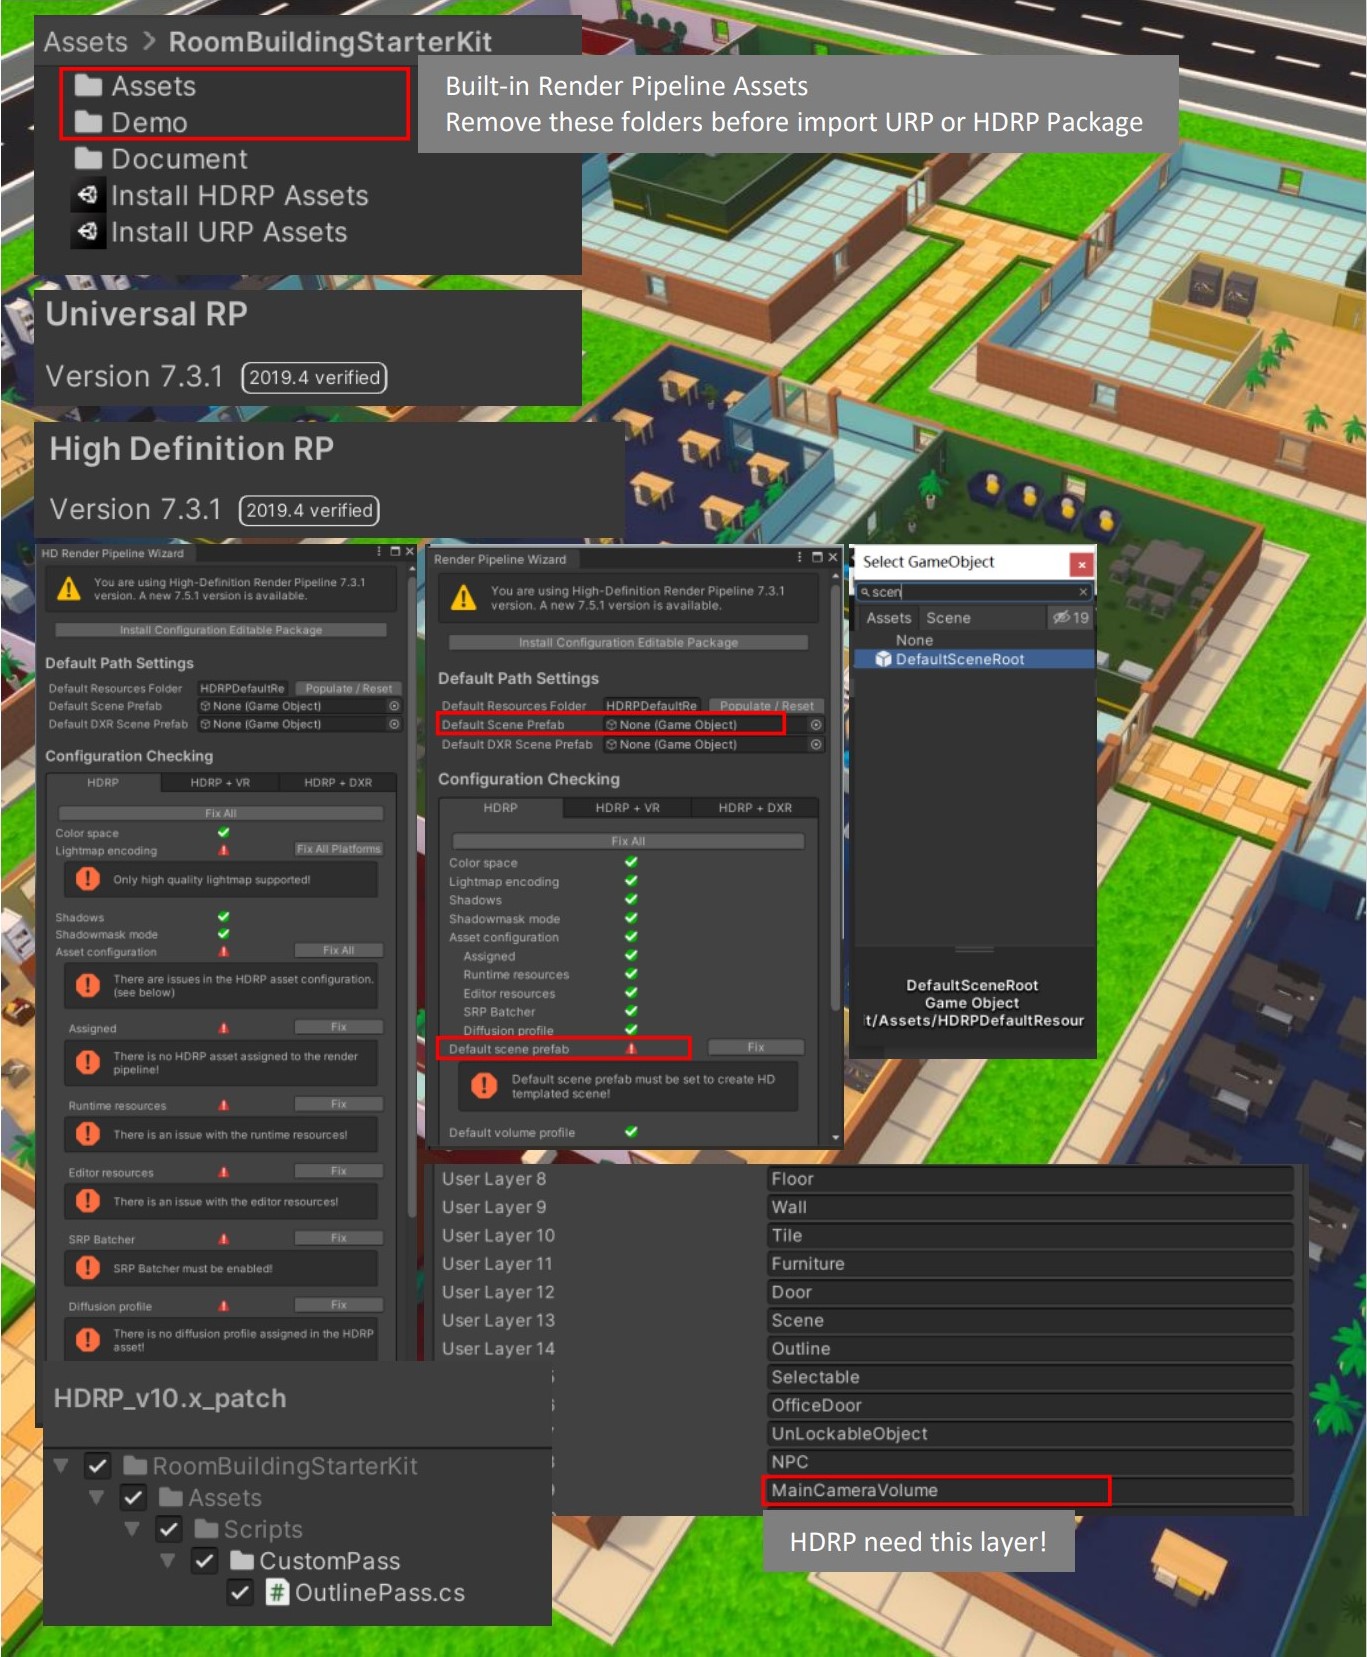 Assets > RoomBuildingStarterKit
Assets
Demo
Document
Install HDRP Assets
Install URP Assets
Built-in Render Pipeline Assets
Remove these folders before import URP or HDRP Package
Universal RP
Version 7.3.1 2019.4 verified
High Definition RP
Version 7.3.1 2019.4 verified
HD Render Pipeline Wizard
You are using High-Definition Render Pipeline 7.3.1
version. A new 7.5.1 version is available.
Install Configuration Editable Package
Default Path Settings
Default Resources Folder HDRPDefaultRe Populate / Reset
Default Scene Prefab None (Game Object)
Default DXR Scene Prefab None (Game Object)
Configuration Checking
HDRP HDRP + VR HDRP + DXR
Fix All
Color space
Lightmap encoding Fix All Platforms
Only high quality lightmap supported!
Shadows
Shadowmask mode
Asset configuration Fix All
There are issues in the HDRP asset configuration.
(see below)
Assigned Fix
There is no HDRP asset assigned to the render
pipeline!
Runtime resources Fix
There is an issue with the runtime resources!
Editor resources Fix
There is an issue with the editor resources!
SRP Batcher Fix
SRP Batcher must be enabled!
Diffusion profile Fix
There is no diffusion profile assigned in the HDRP
asset!
Render Pipeline Wizard
You are using High-Definition Render Pipeline 7.3.1
version. A new 7.5.1 version is available.
Install Configuration Editable Package
Default Path Settings
Default Resources Folder HDRPDefaultRe Populate / Reset
Default Scene Prefab None (Game Object)
Default DXR Scene Prefab None (Game Object)
Configuration Checking
HDRP HDRP + VR HDRP + DXR
Fix All
Color space
Lightmap encoding
Shadows
Shadowmask mode
Asset configuration
Assigned
Runtime resources
Editor resources
SRP Batcher
Diffusion profile
Default scene prefab Fix
Default scene prefab must be set to create HD
templated scene!
Default volume profile
Select GameObject
scen
Assets Scene 19
None
DefaultSceneRoot
DefaultSceneRoot
Game Object
t/Assets/HDRPDefaultResour
User Layer 8 Floor
User Layer 9 Wall
User Layer 10 Tile
User Layer 11 Furniture
User Layer 12 Door
User Layer 13 Scene
User Layer 14 Outline
Selectable
OfficeDoor
UnLockableObject
NPC
MainCameraVolume
HDRP need this layer!
HDRP_v10.x_patch
RoomBuildingStarterKit
Assets
Scripts
CustomPass
# OutlinePass.cs